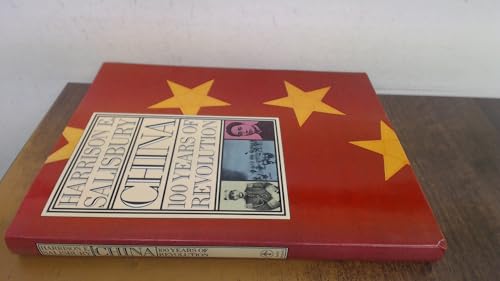 HARRISON E.
SALISBURY
CHINA
100 YEARS OF
REVOLUTION
HARRISON E.
SALISBURY
CHINA
100 YEARS OF
REVOLUTION